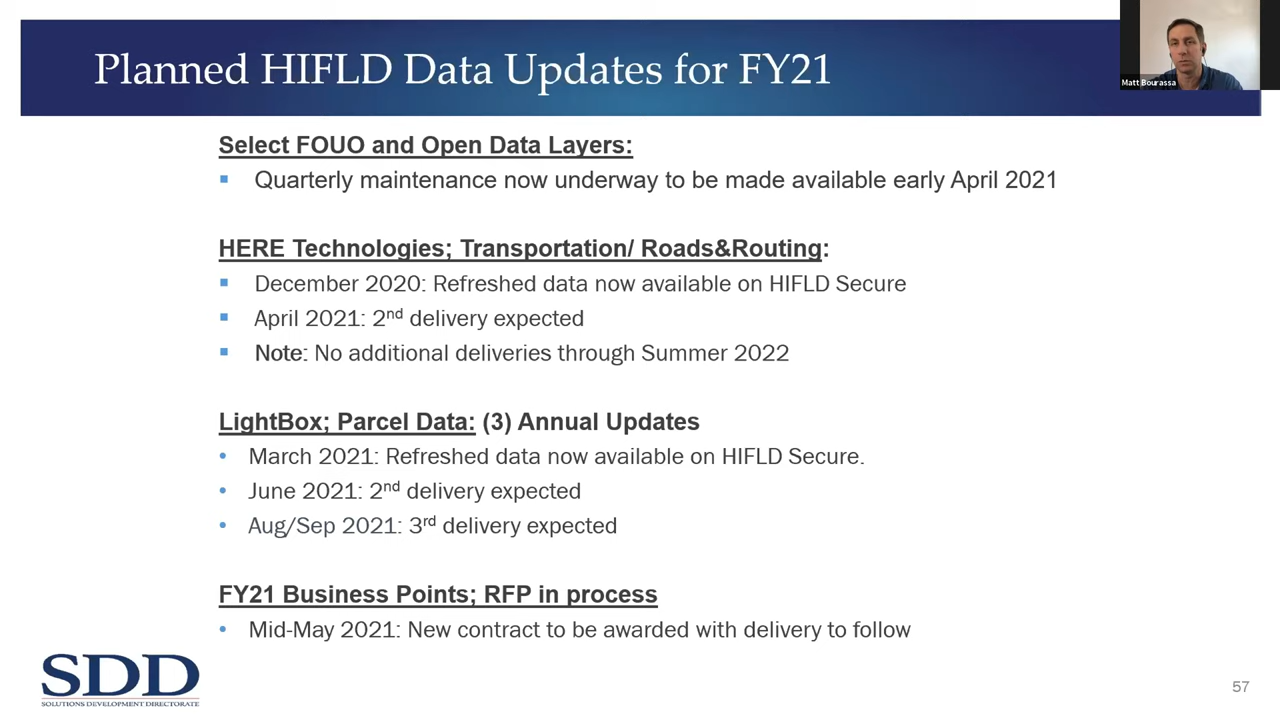 Planned HIFLD Data Updates for FY21
Matt Bourassa
Select FOUO and Open Data Layers:
▪ Quarterly maintenance now underway to be made available early April 2021
HERE Technologies; Transportation/ Roads&Routing:
▪ December 2020: Refreshed data now available on HIFLD Secure
▪ April 2021: 2nd delivery expected
▪ Note: No additional deliveries through Summer 2022
LightBox; Parcel Data: (3) Annual Updates
• March 2021: Refreshed data now available on HIFLD Secure.
• June 2021: 2nd delivery expected
• Aug/Sep 2021: 3rd delivery expected
FY21 Business Points; RFP in process
• Mid-May 2021: New contract to be awarded with delivery to follow
SDD
SOLUTIONS DEVELOPMENT DIRECTORATE
57